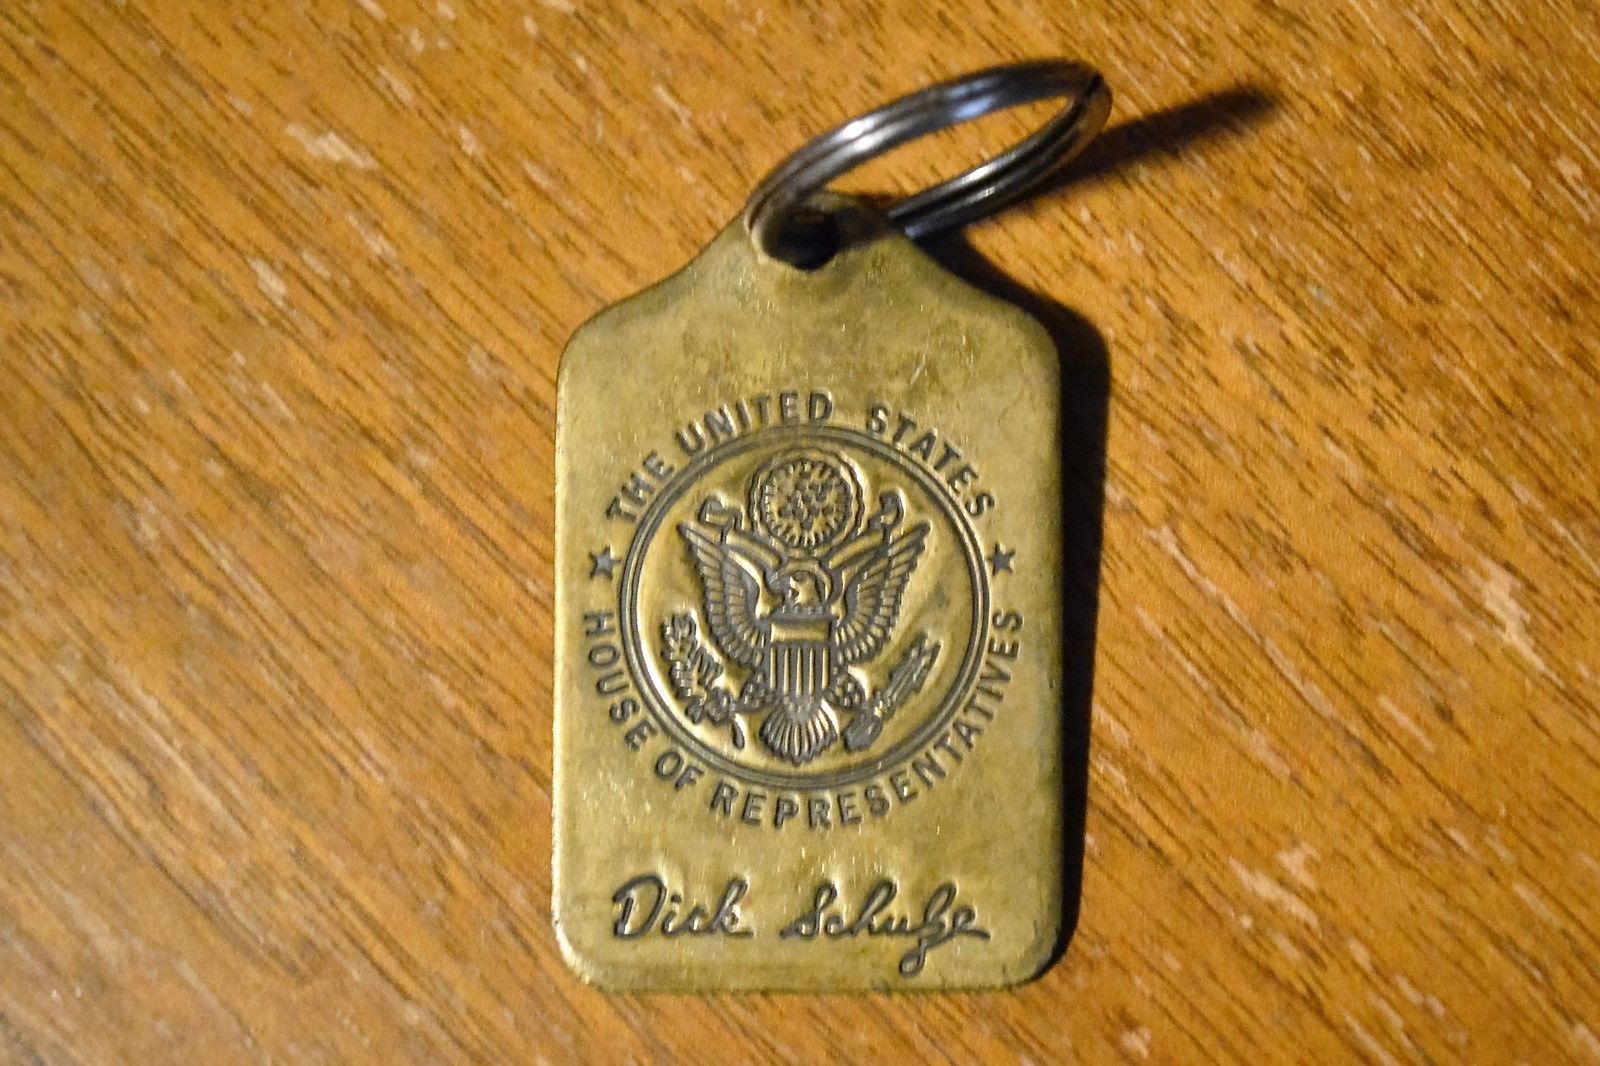 THE UNITED STATES
★ HOUSE OF REPRESENTATIVES ★
Dick Schulze